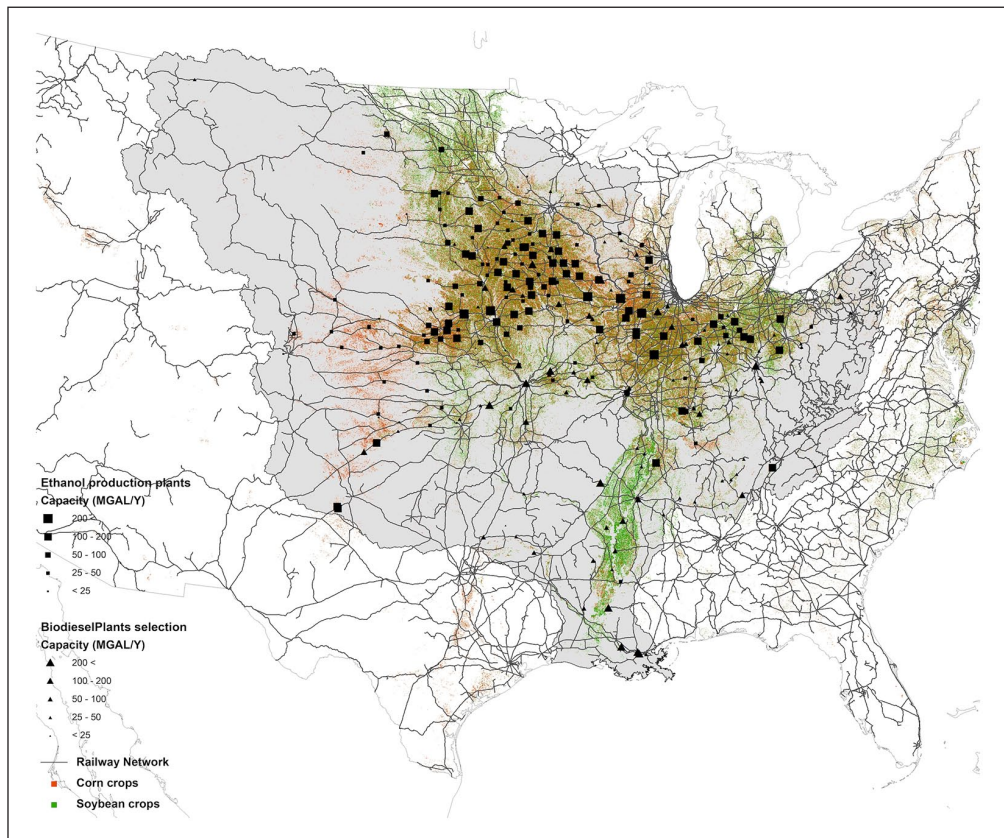 Ethanol production plants
Capacity (MGAL/Y)
200 <
100 - 200
50 - 100
25 - 50
< 25
BiodieselPlants selection
Capacity (MGAL/Y)
200 <
100 - 200
50 - 100
25 - 50
< 25
Railway Network
Corn crops
Soybean crops